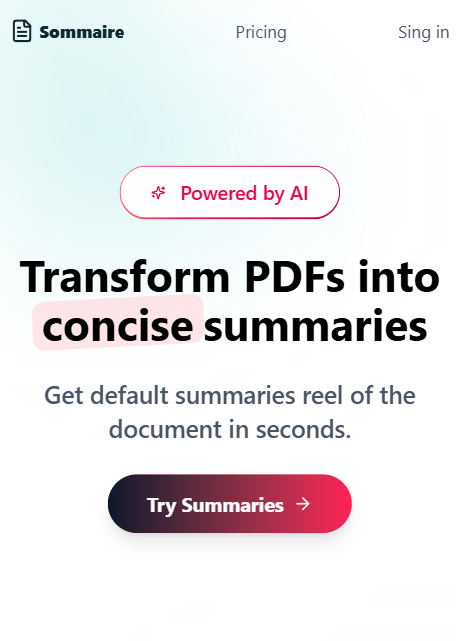 Sommaire
Pricing
Sing in
Powered by AI
Transform PDFs into
concise summaries
Get default summaries reel of the
document in seconds.
Try Summaries →